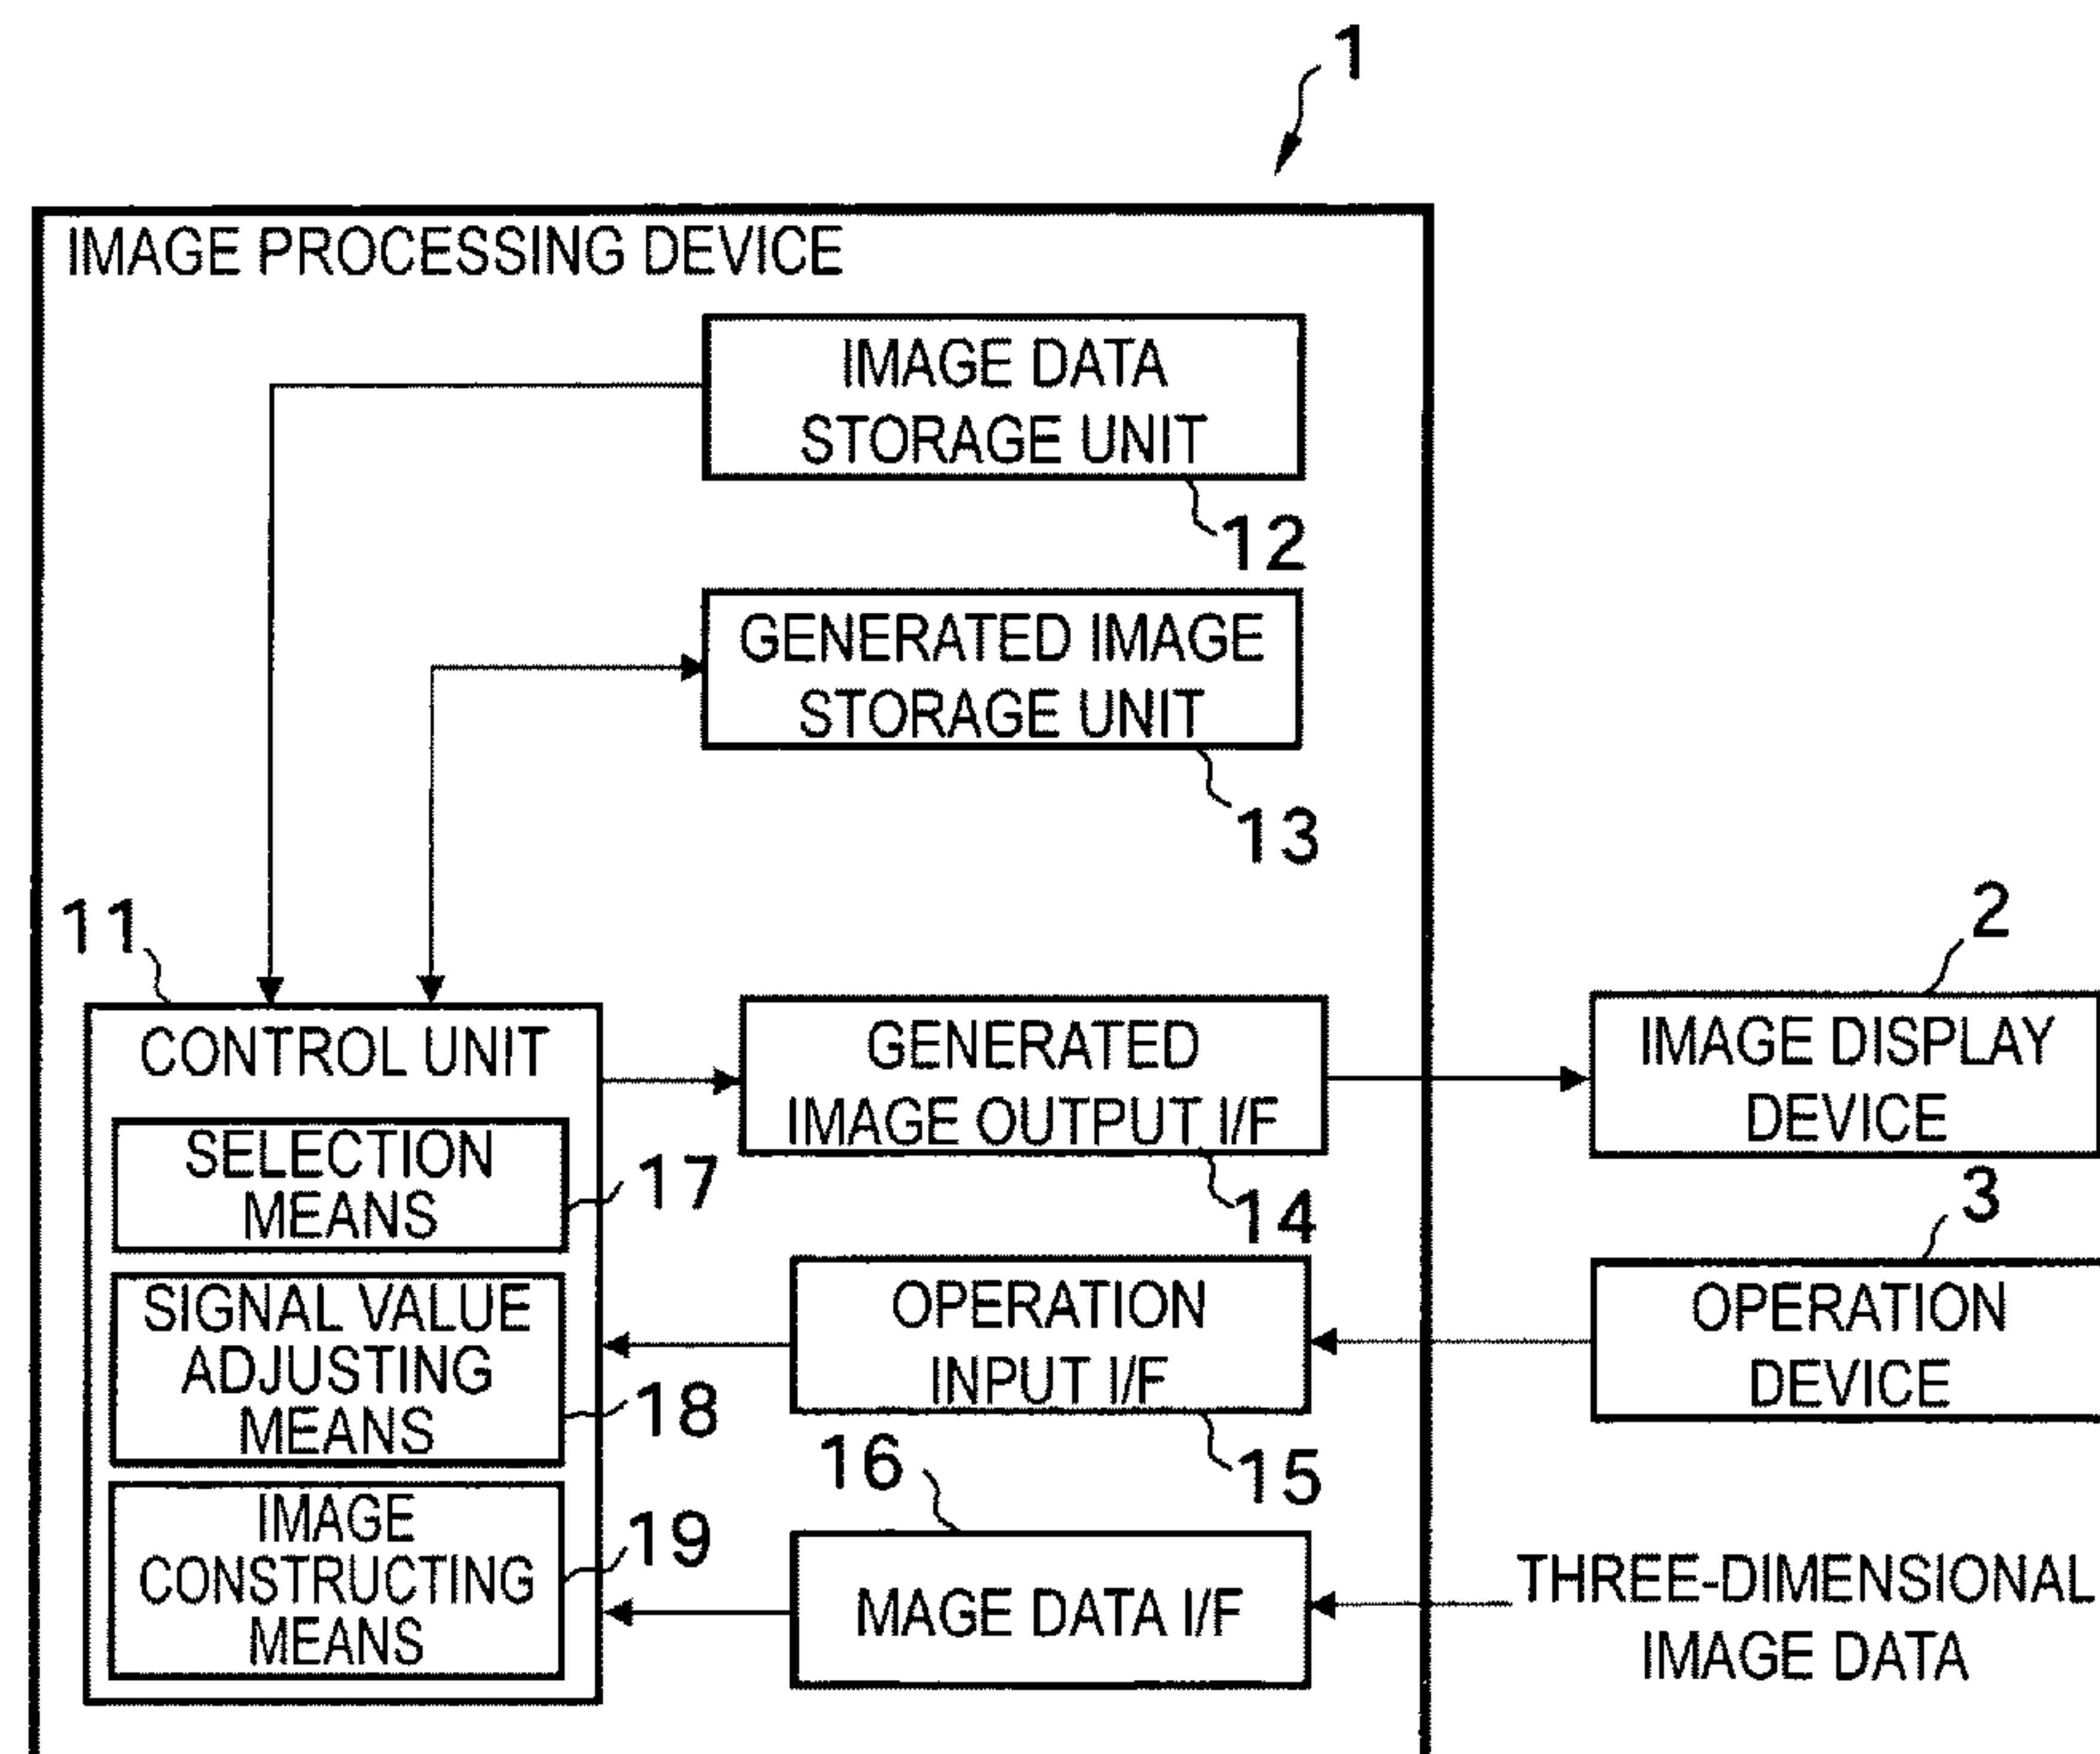 1
IMAGE PROCESSING DEVICE
IMAGE DATA
STORAGE UNIT
12
GENERATED IMAGE
STORAGE UNIT
13
11
CONTROL UNIT
SELECTION
MEANS
17
SIGNAL VALUE
ADJUSTING
MEANS
18
IMAGE
CONSTRUCTING
MEANS
19
GENERATED
IMAGE OUTPUT I/F
14
OPERATION
INPUT I/F
15
16
MAGE DATA I/F
2
IMAGE DISPLAY
DEVICE
3
OPERATION
DEVICE
THREE-DIMENSIONAL
IMAGE DATA